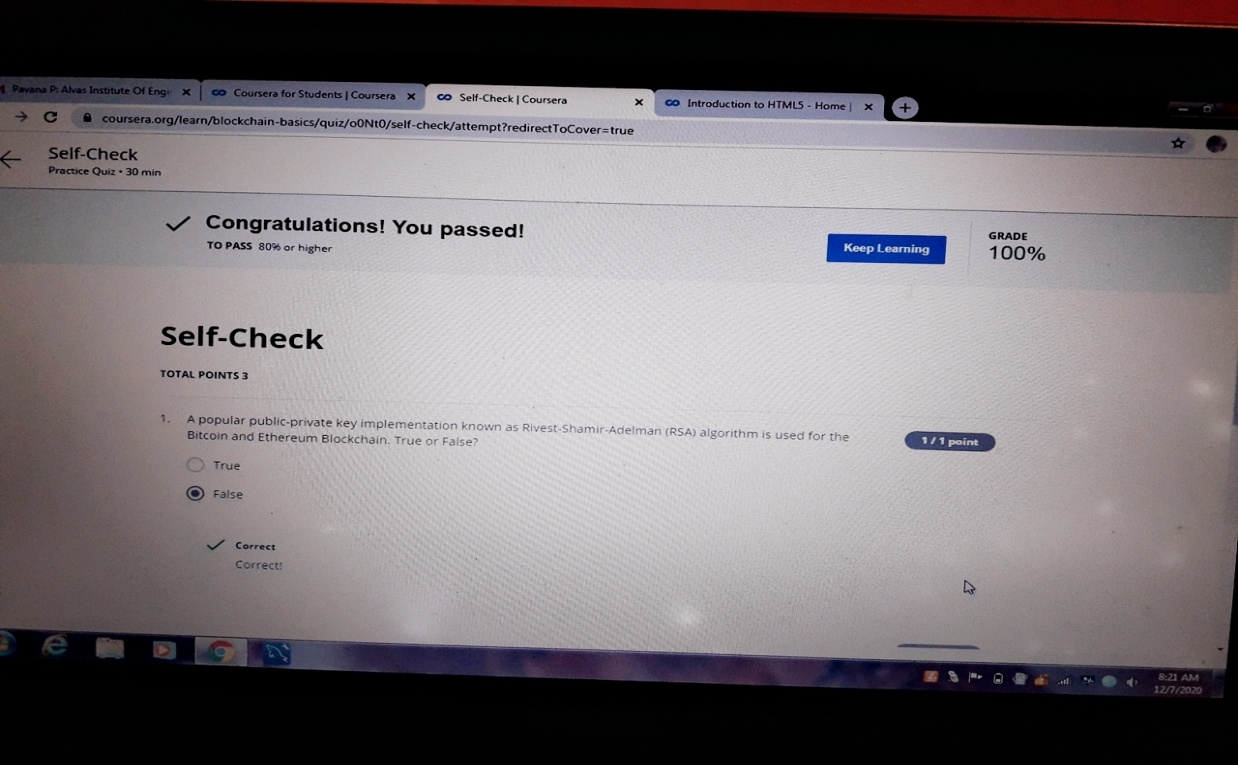 Pavana P: Alvas Institute Of Eng
Coursera for Students | Coursera
Self-Check | Coursera
Introduction to HTML5 - Home |
coursera.org/learn/blockchain-basics/quiz/o0Nt0/self-check/attempt?redirectToCover=true
Self-Check
Practice Quiz • 30 min
Congratulations! You passed!
TO PASS 80% or higher
Keep Learning
GRADE
100%
Self-Check
TOTAL POINTS 3
1. A popular public-private key implementation known as Rivest-Shamir-Adelman (RSA) algorithm is used for the
Bitcoin and Ethereum Blockchain. True or False?
1 / 1 point
True
False
Correct
Correct!
8:21 AM
12/7/2020